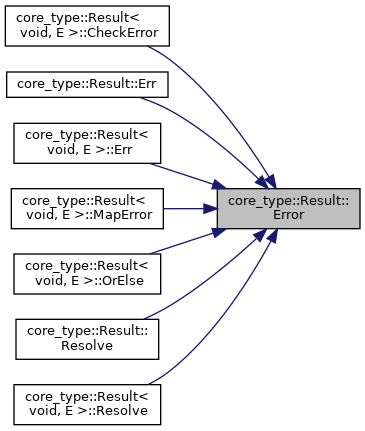 core_type::Result<
void, E >::CheckError
core_type::Result::Err
core_type::Result<
void, E >::Err
core_type::Result::
Error
core_type::Result<
void, E >::MapError
core_type::Result<
void, E >::OrElse
core_type::Result::
Resolve
core_type::Result<
void, E >::Resolve